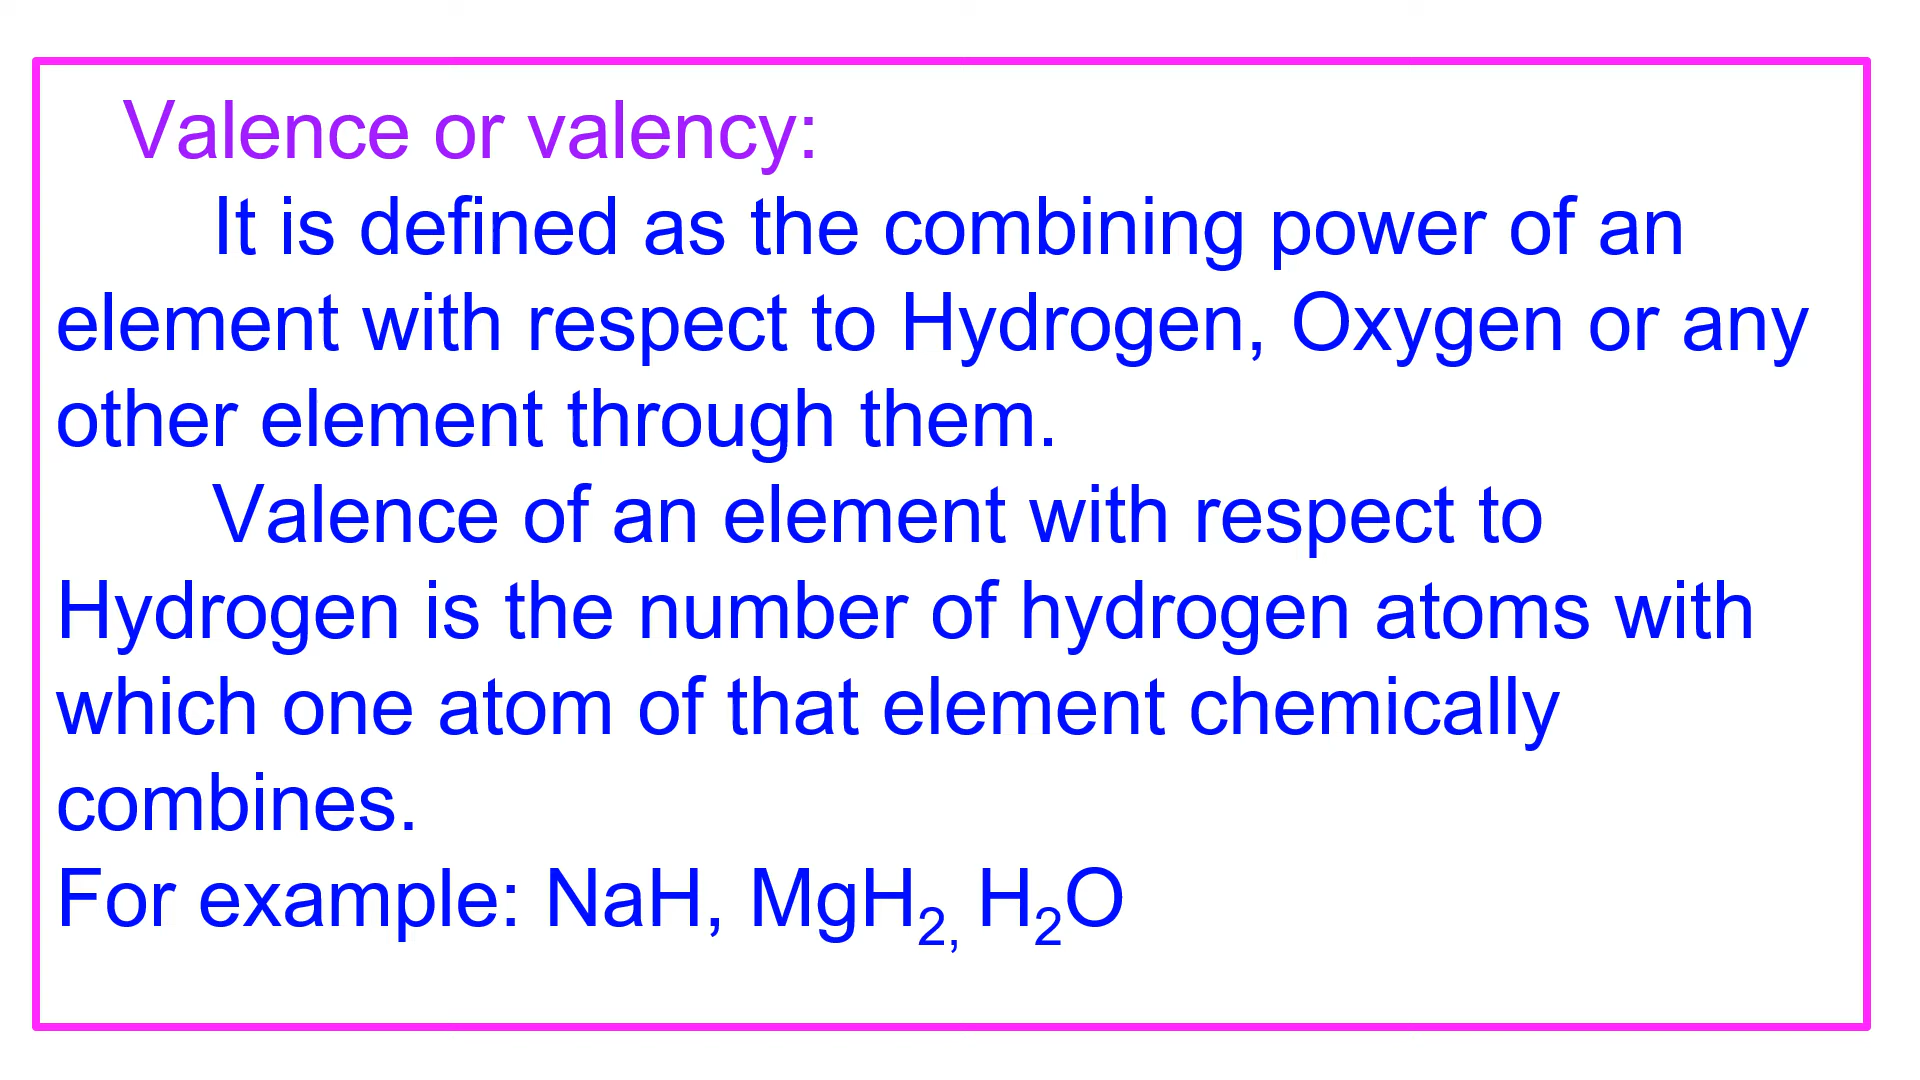 Valence or valency:
It is defined as the combining power of an
element with respect to Hydrogen, Oxygen or any
other element through them.
Valence of an element with respect to
Hydrogen is the number of hydrogen atoms with
which one atom of that element chemically
combines.
For example: NaH, MgH₂, H₂O